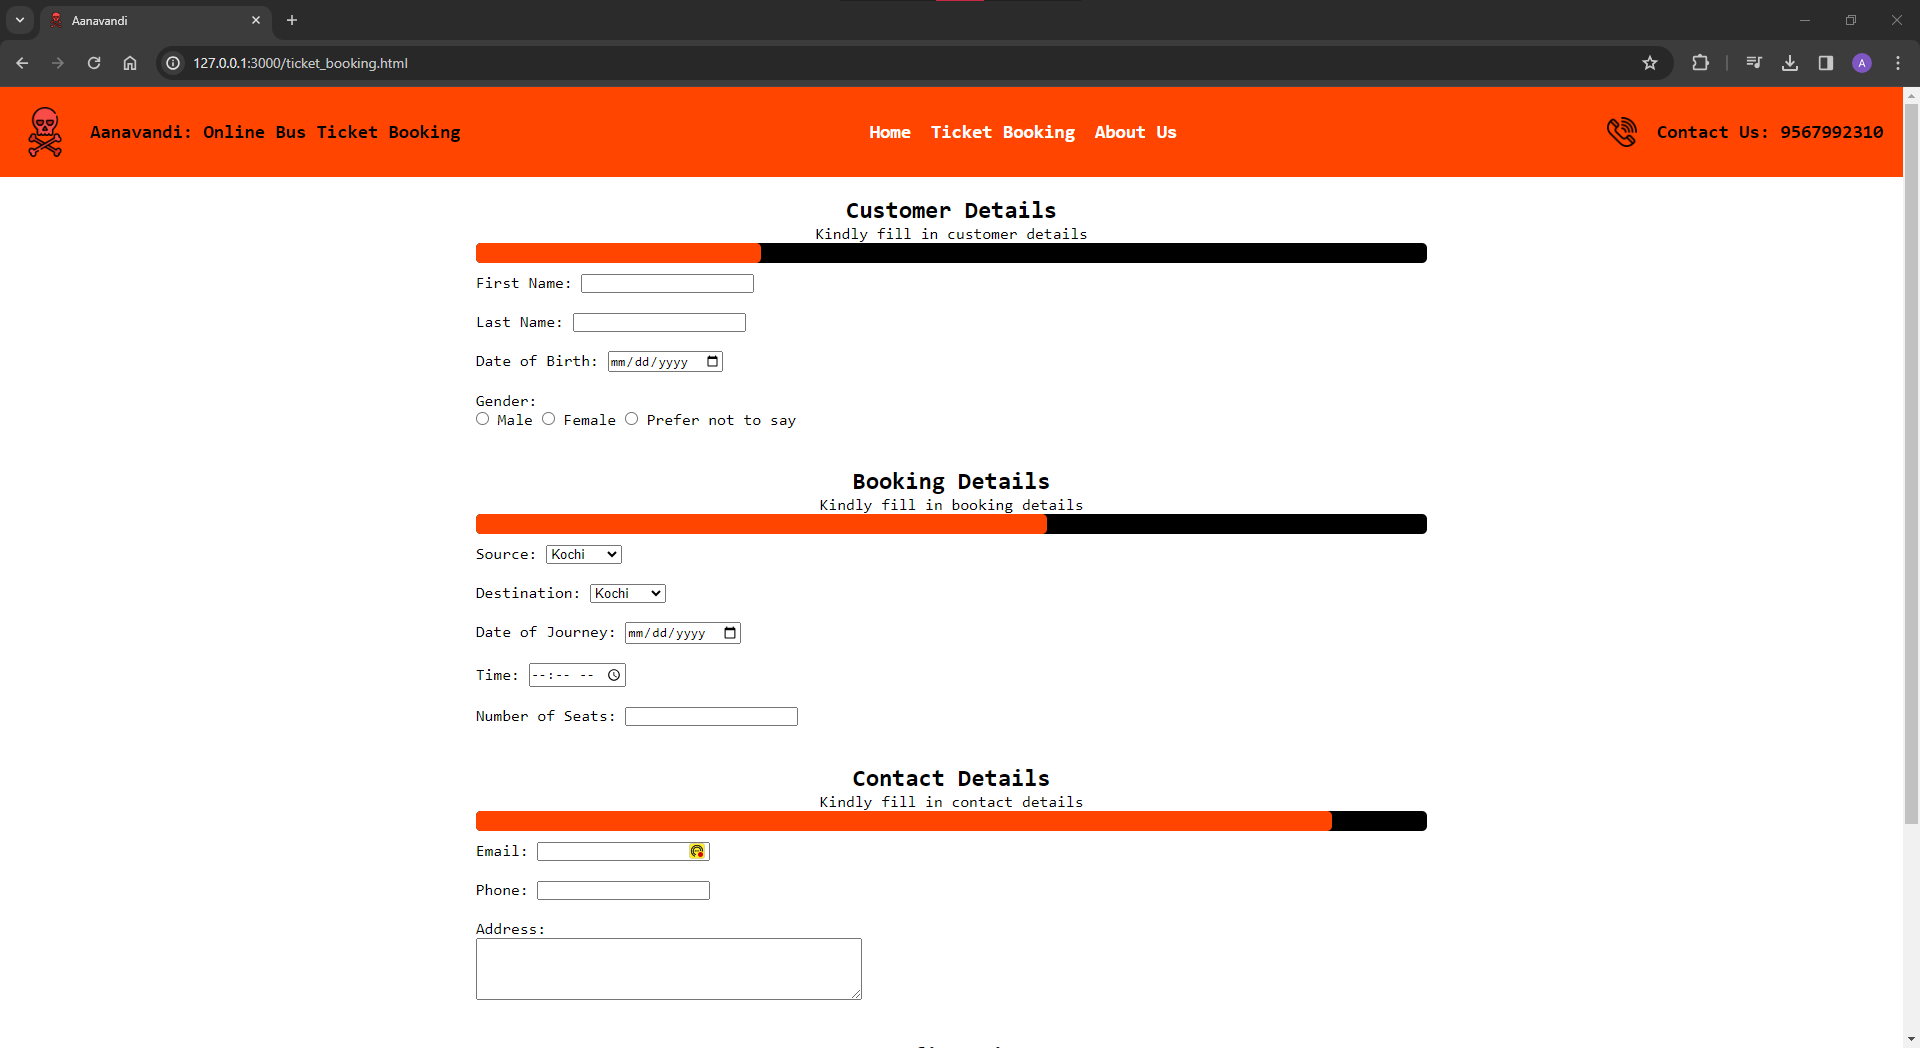 Aanavandi
127.0.0.1:3000/ticket_booking.html
A
Aanavandi: Online Bus Ticket Booking
Home Ticket Booking About Us
Contact Us: 9567992310
Customer Details
Kindly fill in customer details
First Name:
Last Name:
Date of Birth: mm/dd/yyyy
Gender:
Male Female Prefer not to say
Booking Details
Kindly fill in booking details
Source: Kochi
Destination: Kochi
Date of Journey: mm/dd/yyyy
Time: --:-- --
Number of Seats:
Contact Details
Kindly fill in contact details
Email:
Phone:
Address: